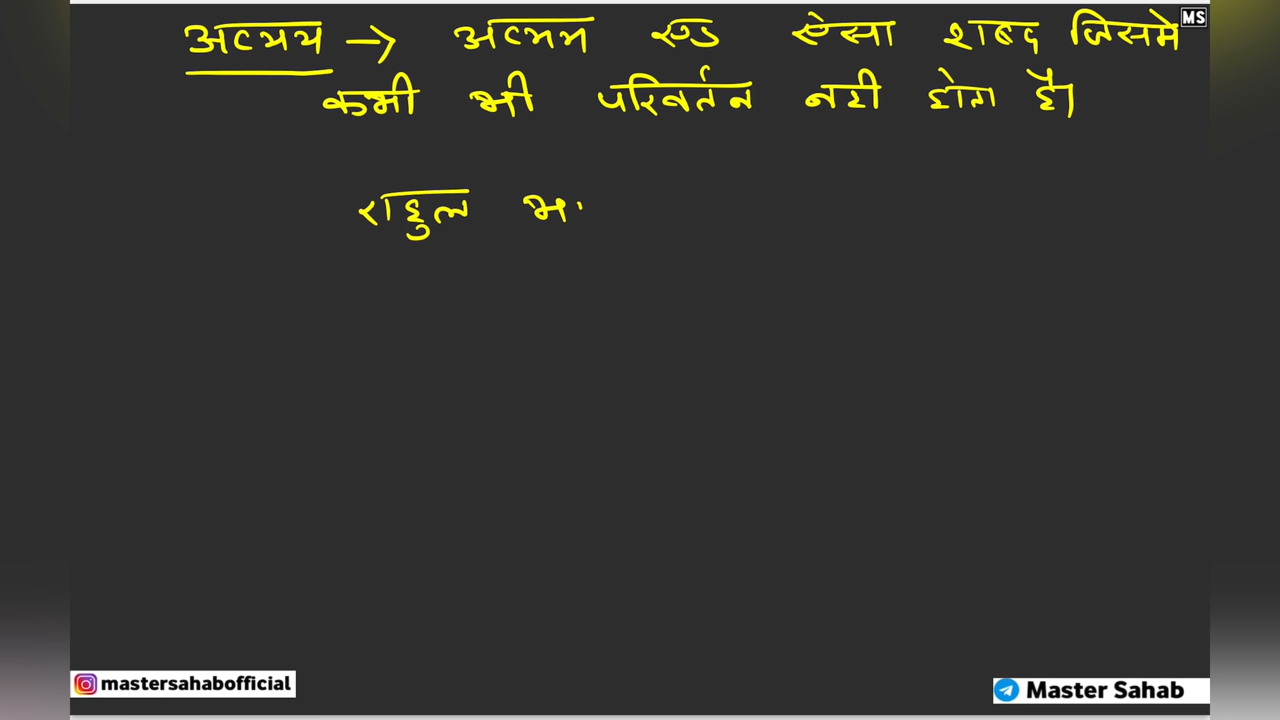 MS
अव्यय → अव्यय एक ऐसा शब्द जिसमे
कभी भी परिवर्तन नही होता है।
राहुल
mastersahabofficial
Master Sahab